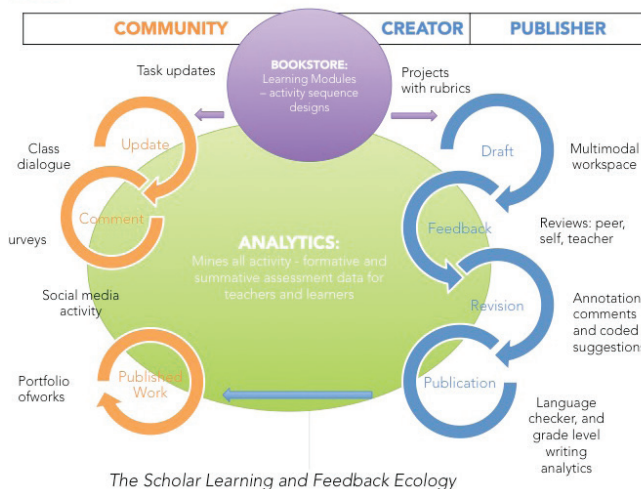 COMMUNITY CREATOR PUBLISHER
BOOKSTORE:
Learning Modules
– activity sequence
designs
Task updates
Projects
with rubrics
Update
Class
dialogue
Draft
Multimodal
workspace
Comment
urveys
Feedback
Reviews: peer,
self, teacher
ANALYTICS:
Mines all activity - formative and
summative assessment data for
teachers and learners
Social media
activity
Revision
Annotation
comments
and coded
suggestion
Portfolio
ofworks
Published
Work
Publication
Language
checker, and
grade level
writing
analytics
The Scholar Learning and Feedback Ecology